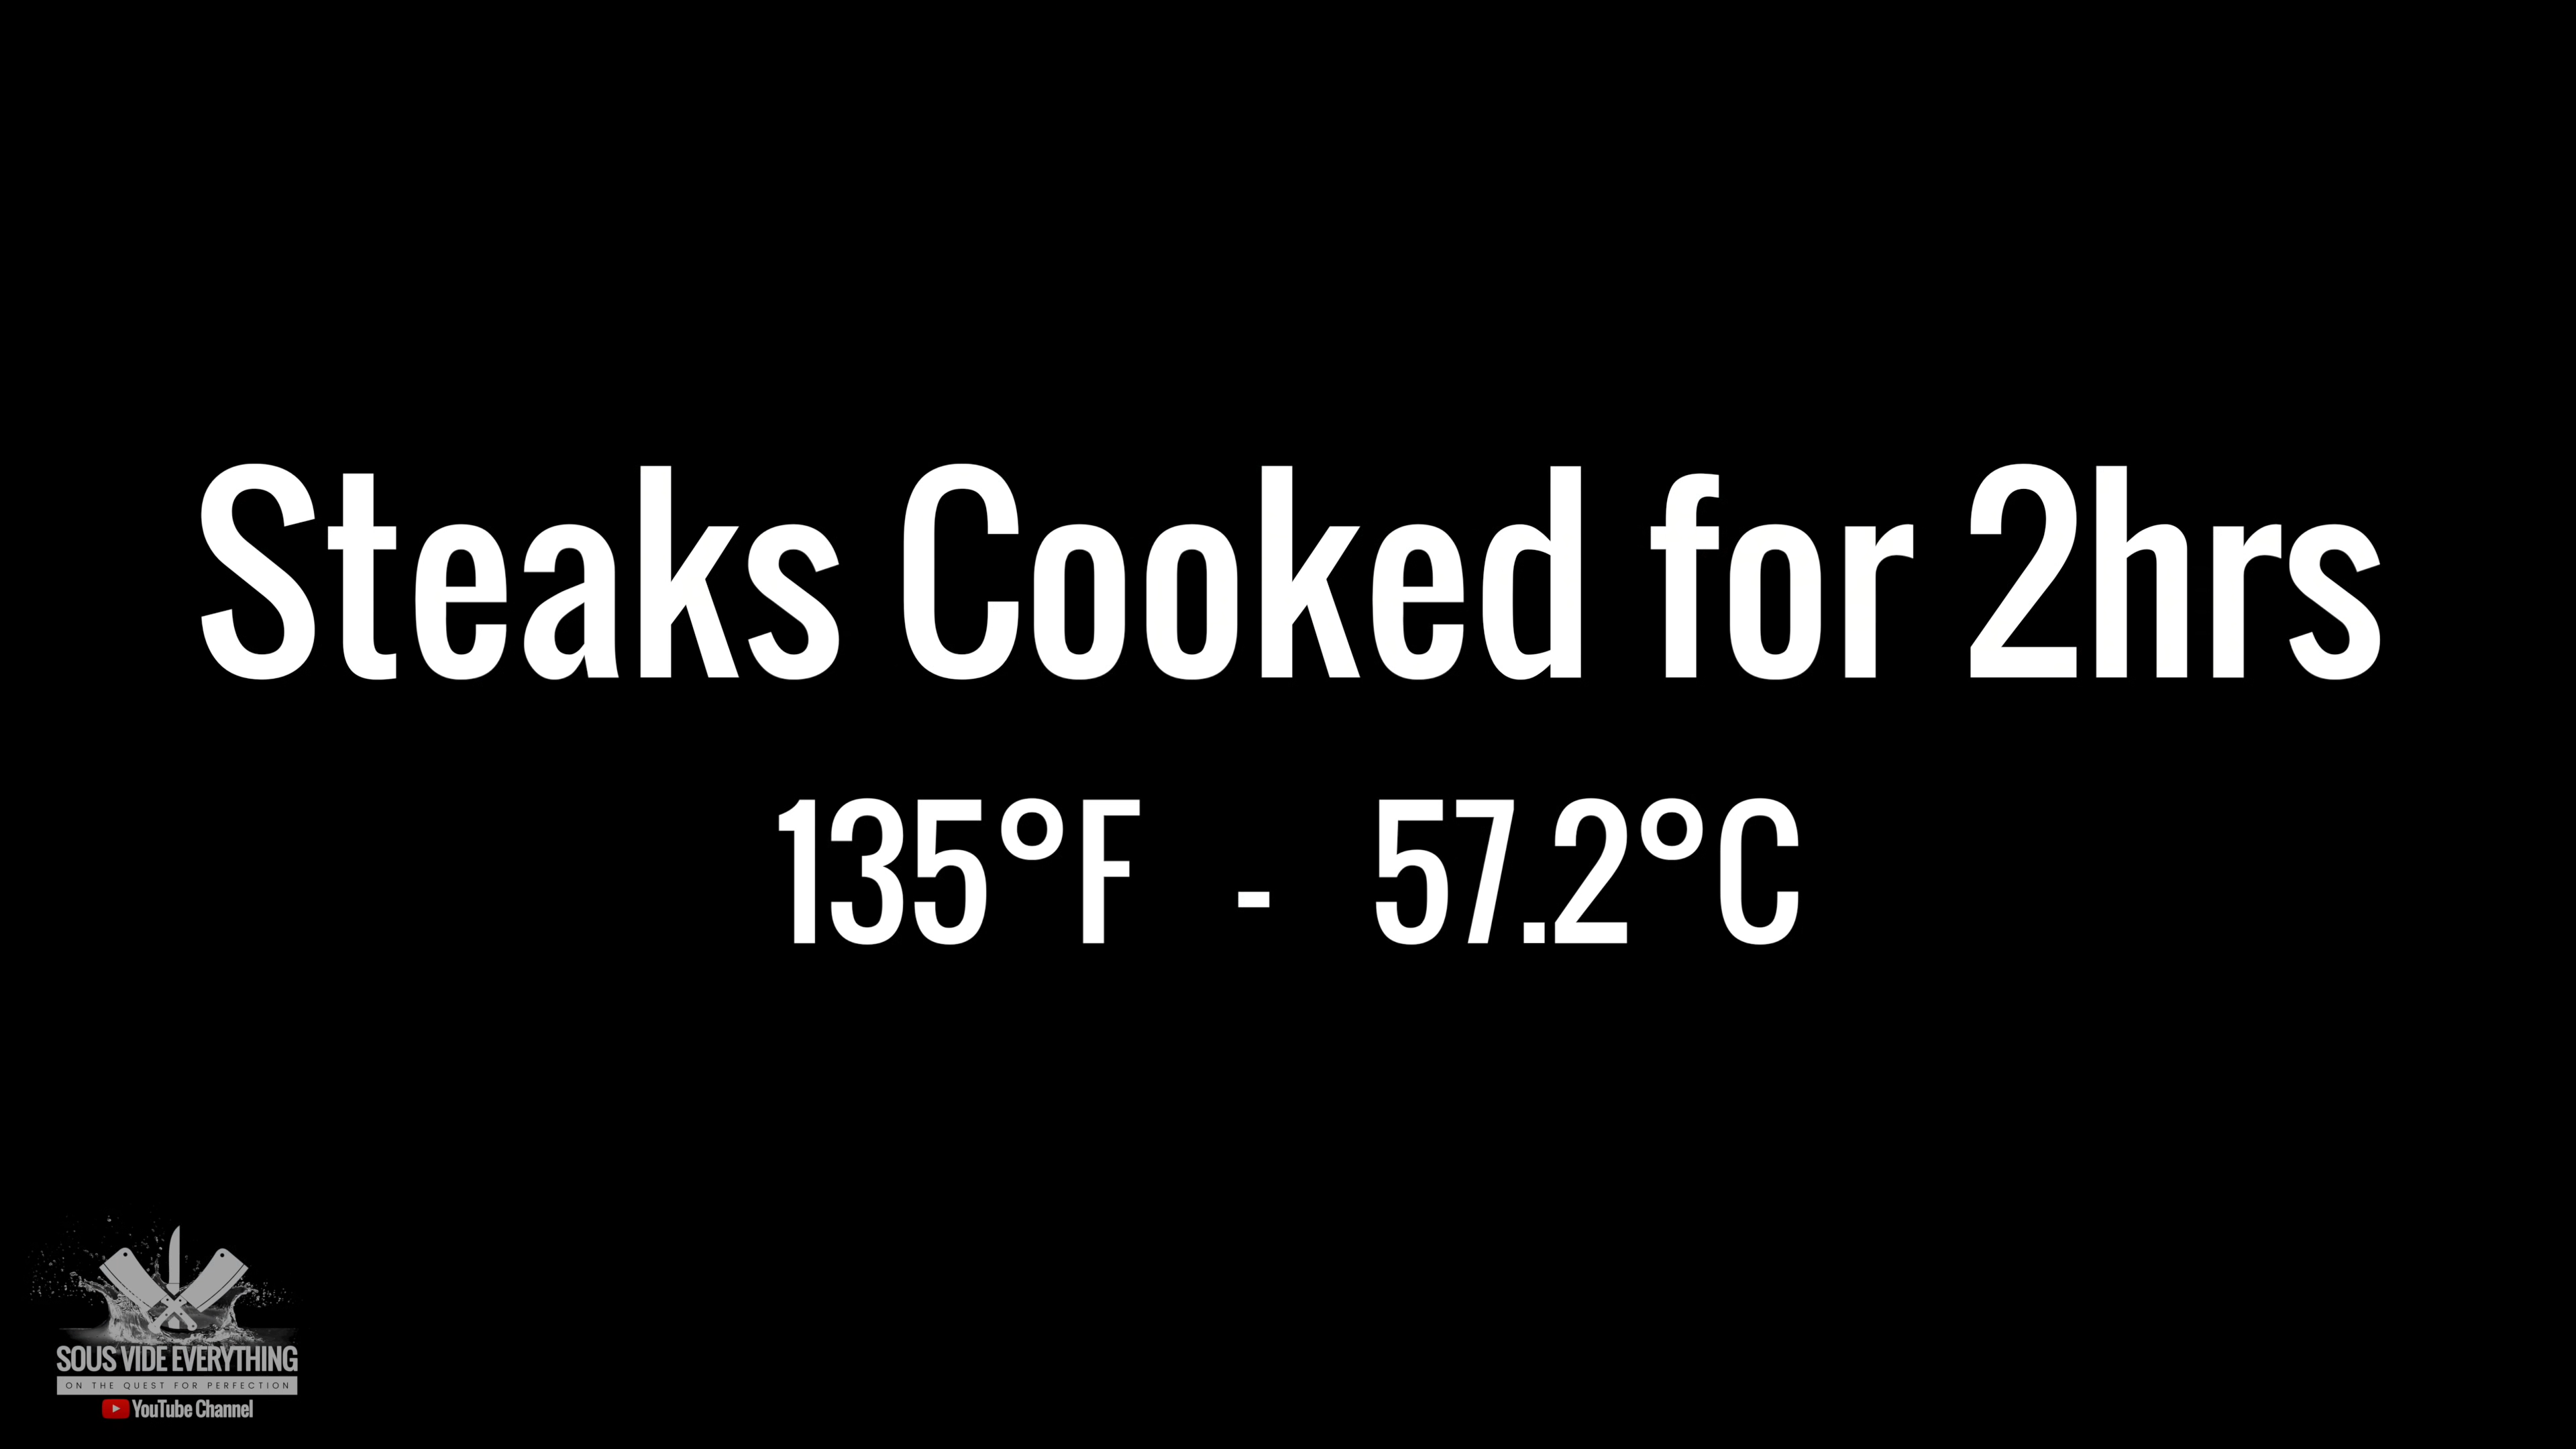 Steaks Cooked for 2hrs
135°F - 57.2°C
SOUS VIDE EVERYTHING
ON THE QUEST FOR PERFECTION
YouTube Channel